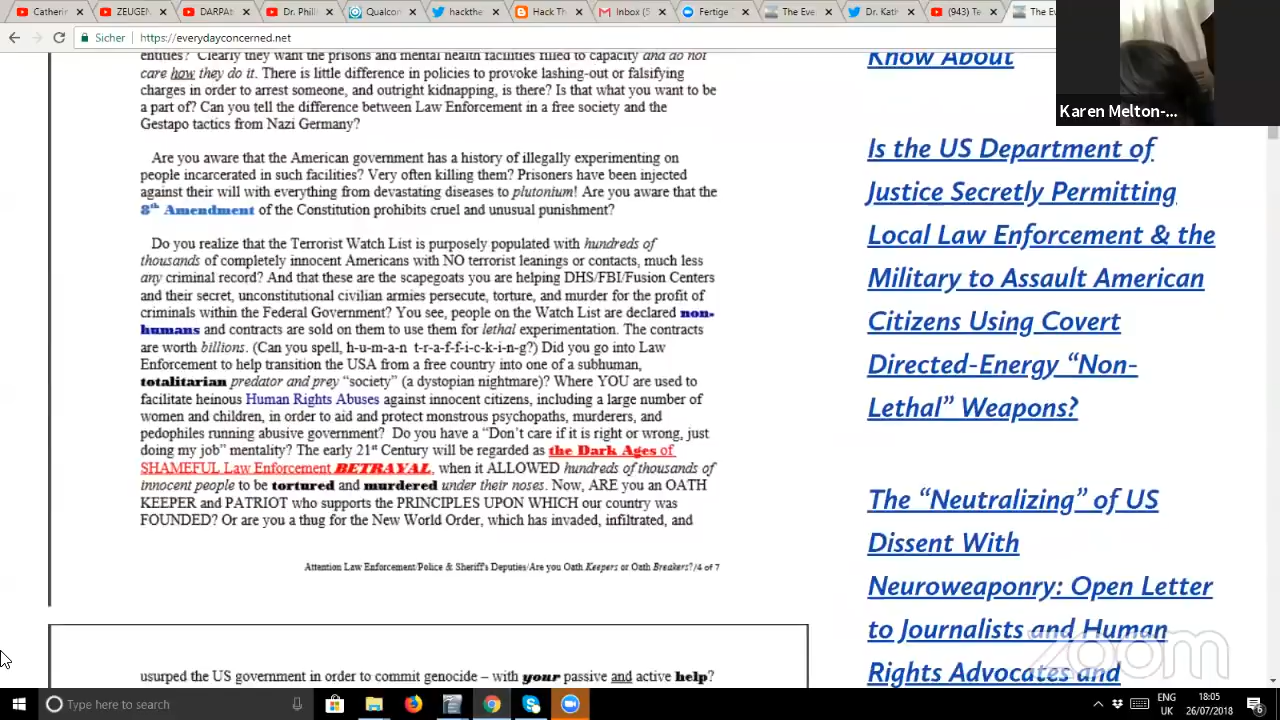 Catherin
ZEUGEN
DARPA
Dr. Philli
Qualcon
hackthe
Hack Th
Inbox (5
Fertige T
The Eve
Dr. Kath
(943) Te
The E
Sicher
https://everydayconcerned.net
entities? Clearly they want the prisons and mental health facilities filled to capacity and do not
care how they do it. There is little difference in policies to provoke lashing-out or falsifying
charges in order to arrest someone, and outright kidnapping, is there? Is that what you want to be
a part of? Can you tell the difference between Law Enforcement in a free society and the
Gestapo tactics from Nazi Germany?
Are you aware that the American government has a history of illegally experimenting on
people incarcerated in such facilities? Very often killing them? Prisoners have been injected
against their will with everything from devastating diseases to plutonium! Are you aware that the
8th Amendment of the Constitution prohibits cruel and unusual punishment?
Do you realize that the Terrorist Watch List is purposely populated with hundreds of
thousands of completely innocent Americans with NO terrorist leanings or contacts, much less
any criminal record? And that these are the scapegoats you are helping DHS/FBI/Fusion Centers
and their secret, unconstitutional civilian armies persecute, torture, and murder for the profit of
criminals within the Federal Government? You see, people on the Watch List are declared non-
humans and contracts are sold on them to use them for lethal experimentation. The contracts
are worth billions. (Can you spell, h-u-m-a-n t-r-a-f-f-i-c-k-i-n-g?) Did you go into Law
Enforcement to help transition the USA from a free country into one of a subhuman,
totalitarian predator and prey "society" (a dystopian nightmare)? Where YOU are used to
facilitate heinous Human Rights Abuses against innocent citizens, including a large number of
women and children, in order to aid and protect monstrous psychopaths, murderers, and
pedophiles running abusive government? Do you have a "Don't care if it is right or wrong, just
doing my job" mentality? The early 21st Century will be regarded as the Dark Ages of
SHAMEFUL Law Enforcement BETRAYAL, when it ALLOWED hundreds of thousands of
innocent people to be tortured and murdered under their noses. Now, ARE you an OATH
KEEPER and PATRIOT who supports the PRINCIPLES UPON WHICH our country was
FOUNDED? Or are you a thug for the New World Order, which has invaded, infiltrated, and
Attention Law Enforcement/Police & Sheriff's Deputies/Are you Oath Keepers or Oath Breakers?/4 of 7
usurped the US government in order to commit genocide – with your passive and active help?
Know About
Is the US Department of
Justice Secretly Permitting
Local Law Enforcement & the
Military to Assault American
Citizens Using Covert
Directed-Energy "Non-
Lethal" Weapons?
The "Neutralizing" of US
Dissent With
Neuroweaponry: Open Letter
to Journalists and Human
Rights Advocates and
Karen Melton-...
zoom
Type here to search
ENG
UK
18:05
26/07/2018
6